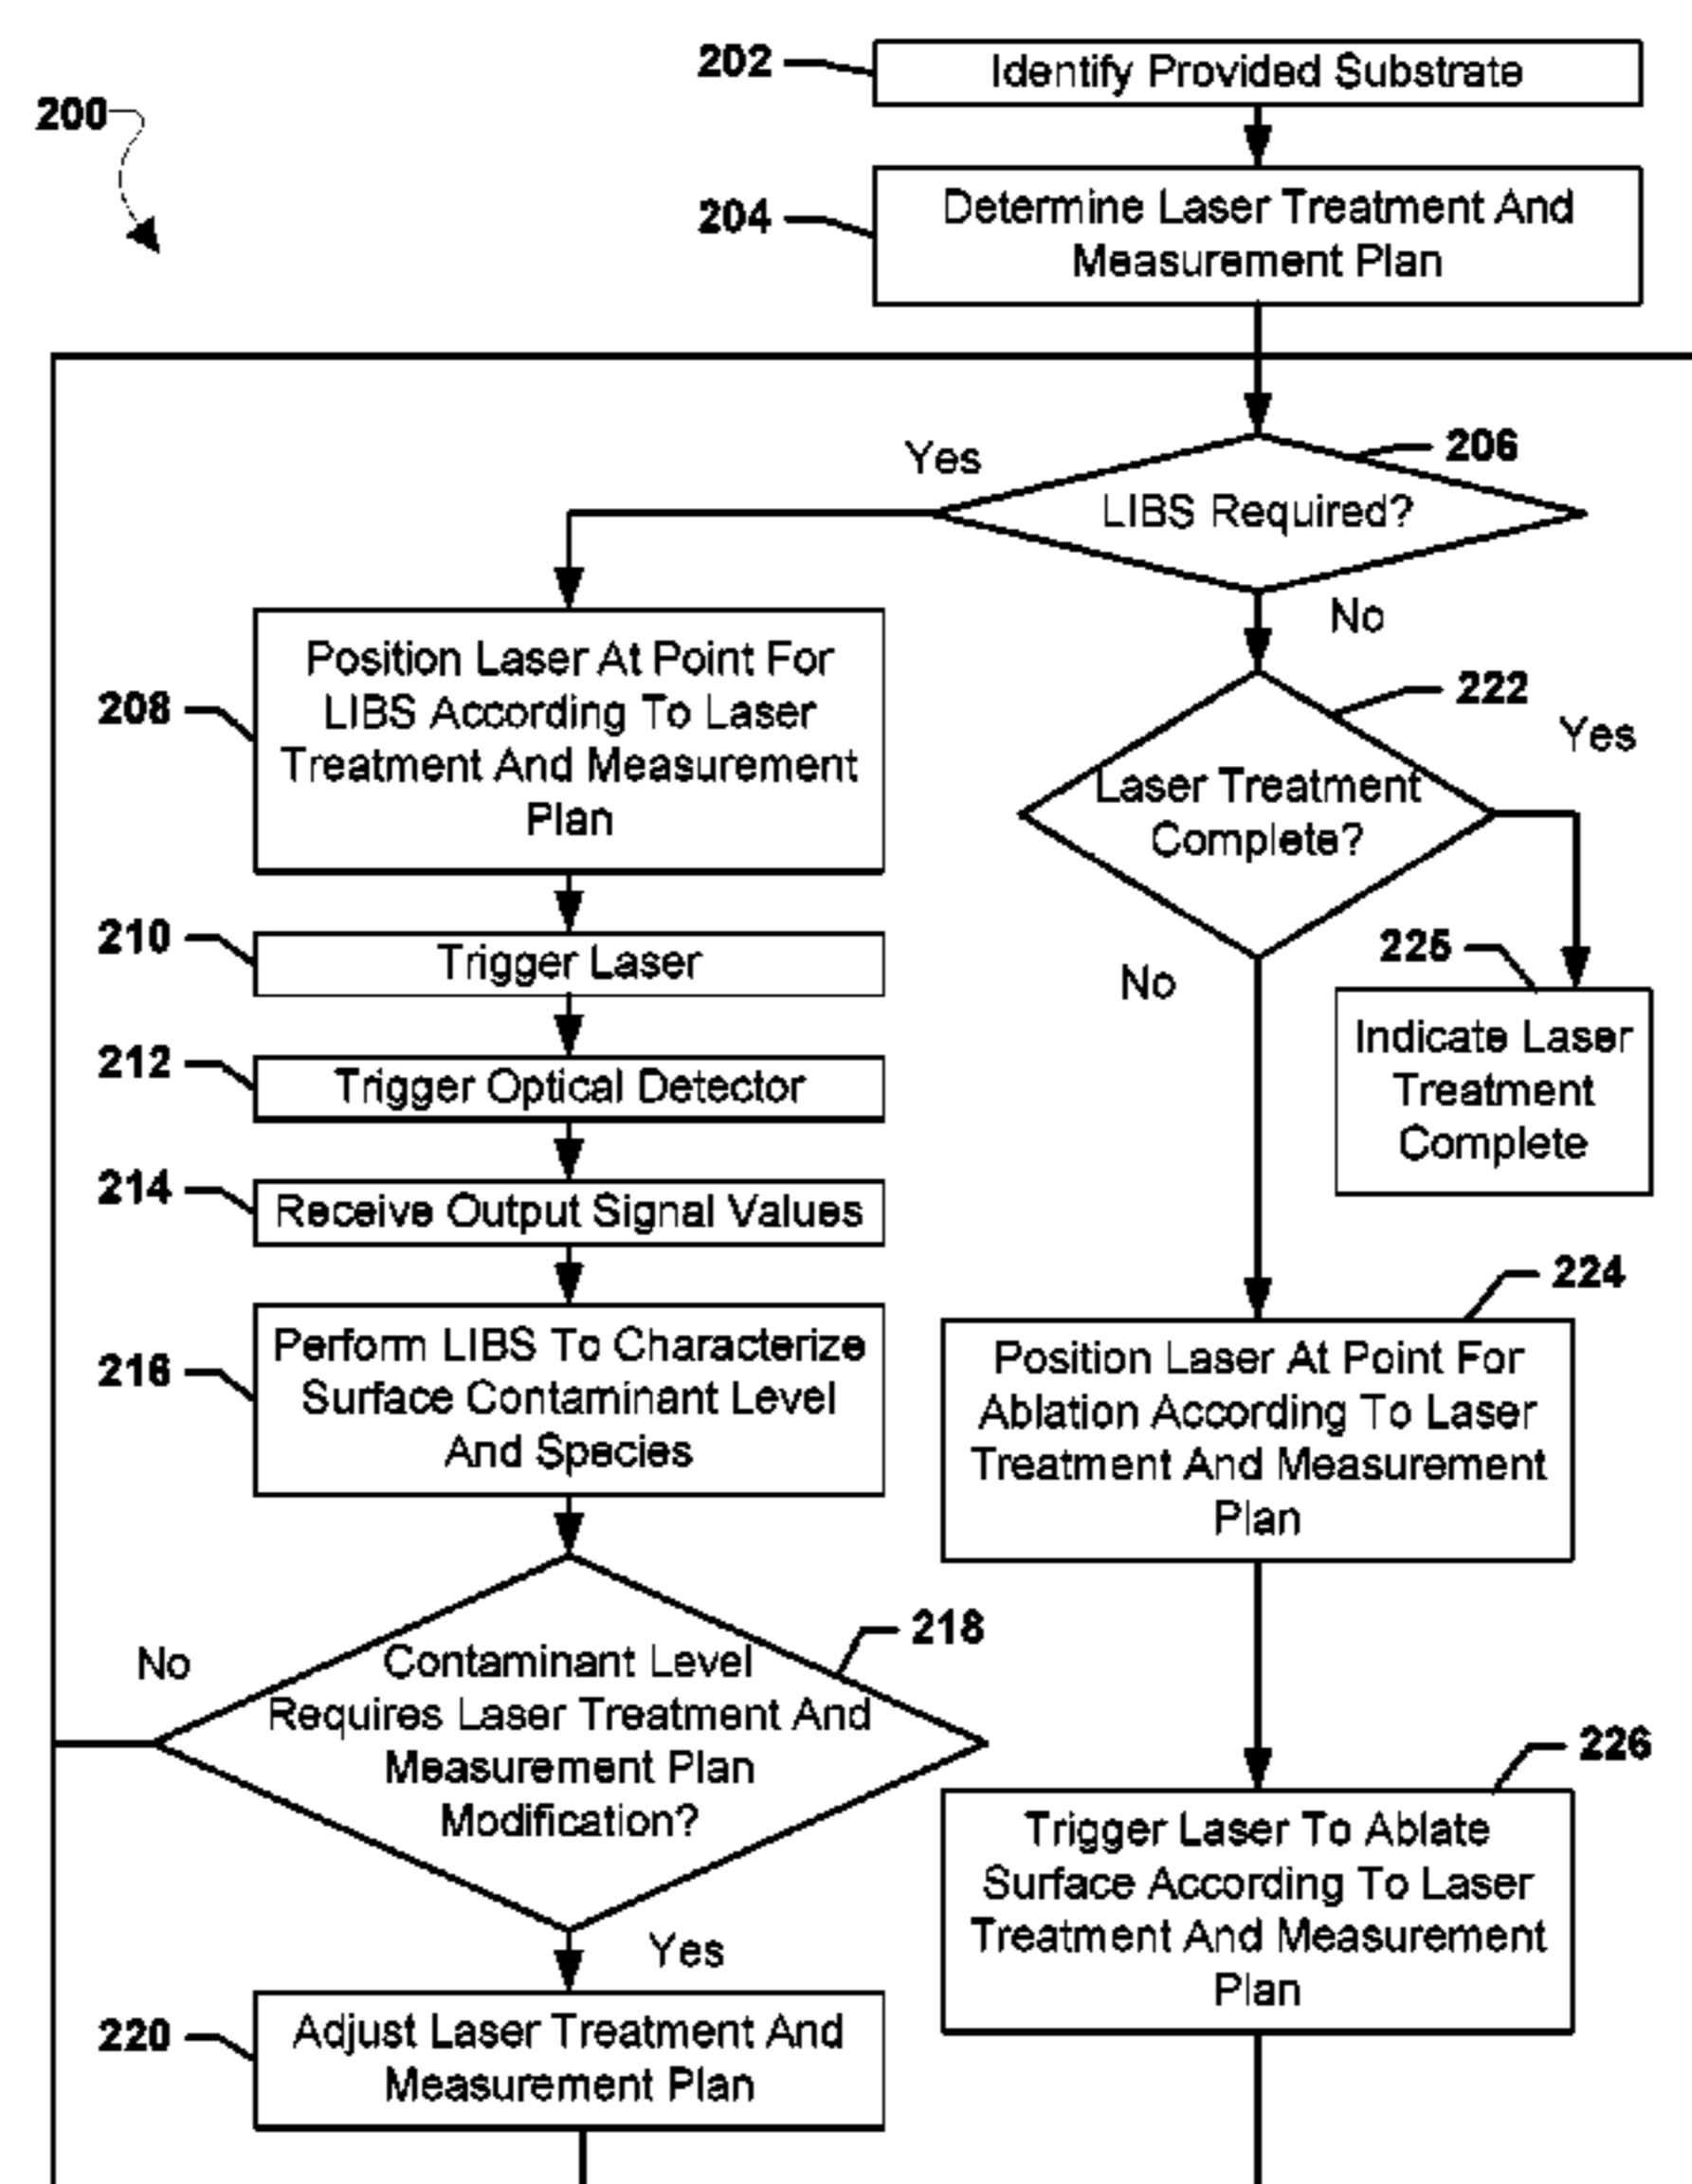 202
Identify Provided Substrate
200
204
Determine Laser Treatment And
Measurement Plan
206
Yes
LIBS Required?
No
208
Position Laser At Point For
LIBS According To Laser
Treatment And Measurement
Plan
222
Yes
Laser Treatment
Complete?
No
210
Trigger Laser
225
Indicate Laser
Treatment
Complete
212
Trigger Optical Detector
214
Receive Output Signal Values
216
Perform LIBS To Characterize
Surface Contaminant Level
And Species
224
Position Laser At Point For
Ablation According To Laser
Treatment And Measurement
Plan
218
No
Contaminant Level
Requires Laser Treatment And
Measurement Plan
Modification?
Yes
226
Trigger Laser To Ablate
Surface According To Laser
Treatment And Measurement
Plan
220
Adjust Laser Treatment And
Measurement Plan